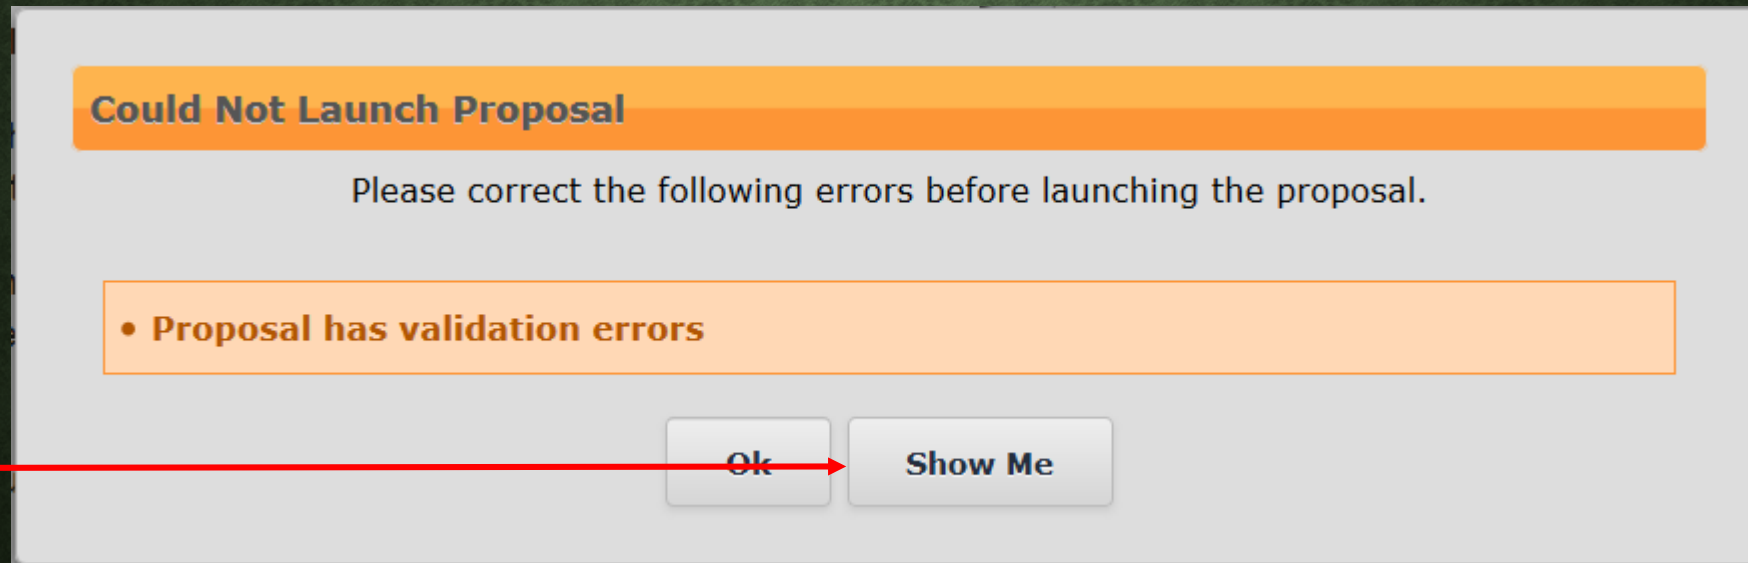 Could Not Launch Proposal
Please correct the following errors before launching the proposal.
• Proposal has validation errors
Ok Show Me